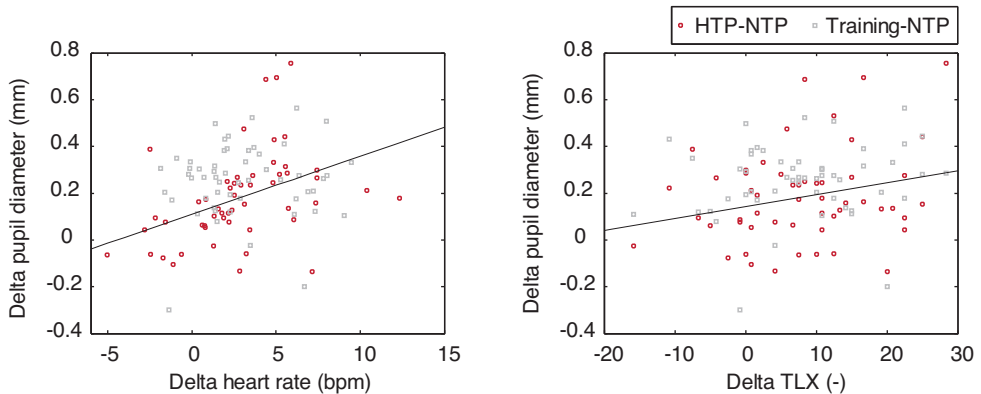 HTP-NTP Training-NTP
0.8
0.6
0.4
0.2
0
-0.2
-0.4
-5 0 5 10 15
Delta heart rate (bpm)
Delta pupil diameter (mm)
0.8
0.6
0.4
0.2
0
-0.2
-0.4
-20 -10 0 10 20 30
Delta TLX (-)
Delta pupil diameter (mm)